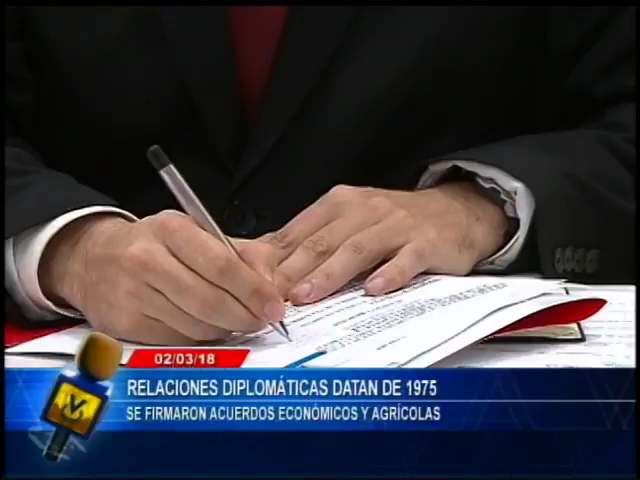 02/03/18
RELACIONES DIPLOMÁTICAS DATAN DE 1975
SE FIRMARON ACUERDOS ECONÓMICOS Y AGRÍCOLAS